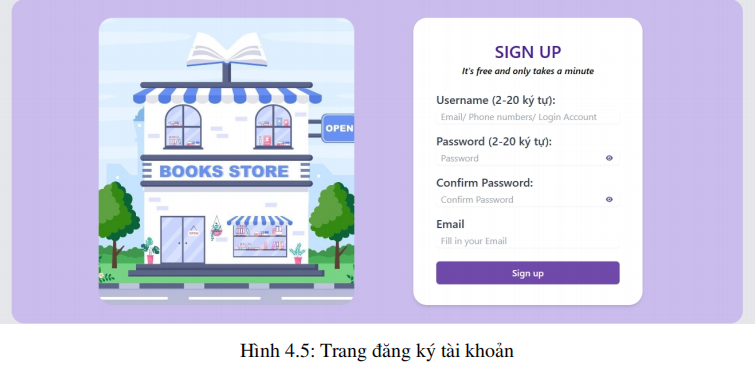 OPEN
BOOKS STORE
OPEN
SIGN UP
It's free and only takes a minute
Username (2-20 ký tự):
Email/ Phone numbers/ Login Account
Password (2-20 ký tự):
Password
Confirm Password:
Confirm Password
Email
Fill in your Email
Sign up
Hình 4.5: Trang đăng ký tài khoản